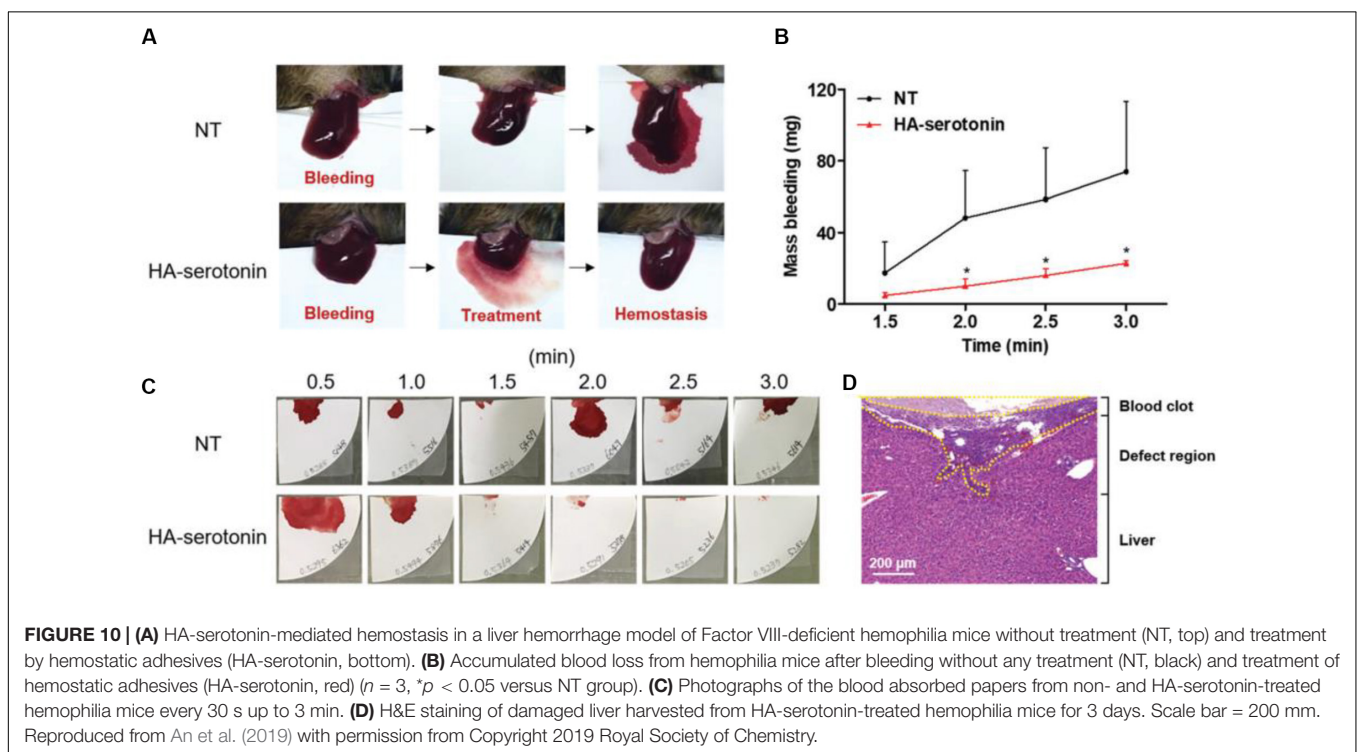 A
NT
Bleeding
HA-serotonin
Bleeding
Treatment
Hemostasis
B
Mass bleeding (mg)
120
80
40
0
NT
HA-serotonin
*
*
*
1.5
2.0
2.5
3.0
Time (min)
C
(min)
0.5
1.0
1.5
2.0
2.5
3.0
NT
HA-serotonin
D
200 μm
Blood clot
Defect region
Liver
FIGURE 10 | (A) HA-serotonin-mediated hemostasis in a liver hemorrhage model of Factor VIII-deficient hemophilia mice without treatment (NT, top) and treatment
by hemostatic adhesives (HA-serotonin, bottom). (B) Accumulated blood loss from hemophilia mice after bleeding without any treatment (NT, black) and treatment of
hemostatic adhesives (HA-serotonin, red) (n = 3, *p < 0.05 versus NT group). (C) Photographs of the blood absorbed papers from non- and HA-serotonin-treated
hemophilia mice every 30 s up to 3 min. (D) H&E staining of damaged liver harvested from HA-serotonin-treated hemophilia mice for 3 days. Scale bar = 200 mm.
Reproduced from An et al. (2019) with permission from Copyright 2019 Royal Society of Chemistry.